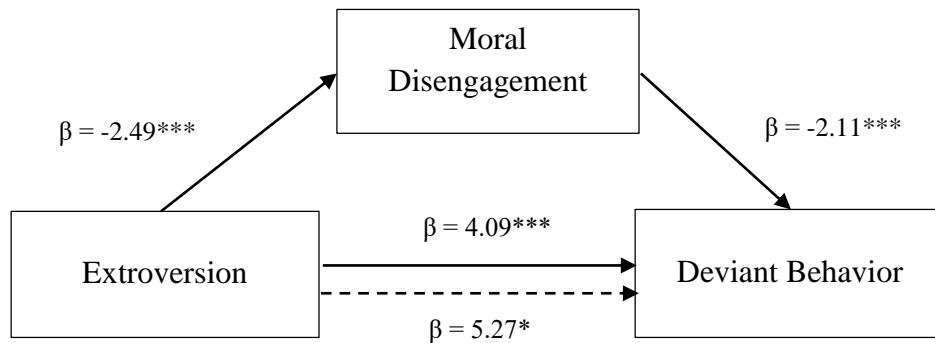 Moral
Disengagement
β = -2.49***
β = -2.11***
Extroversion
β = 4.09***
Deviant Behavior
β = 5.27*